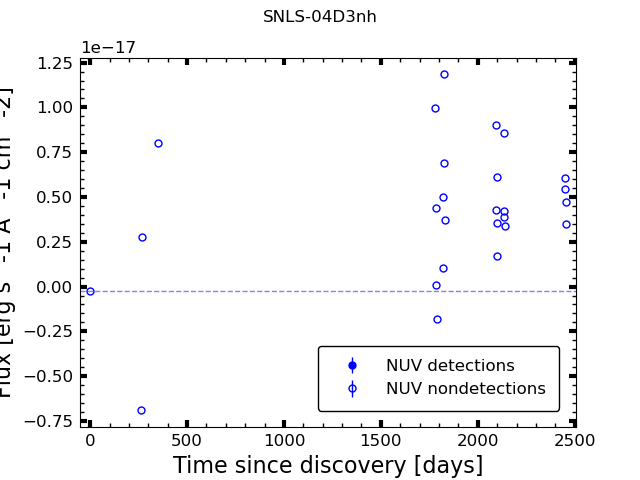 SNLS-04D3nh
1e−17
Flux [erg s -1 A -1 cm -2]
1.25
1.00
0.75
0.50
0.25
0.00
−0.25
−0.50
−0.75
NUV detections
NUV nondetections
0 500 1000 1500 2000 2500
Time since discovery [days]